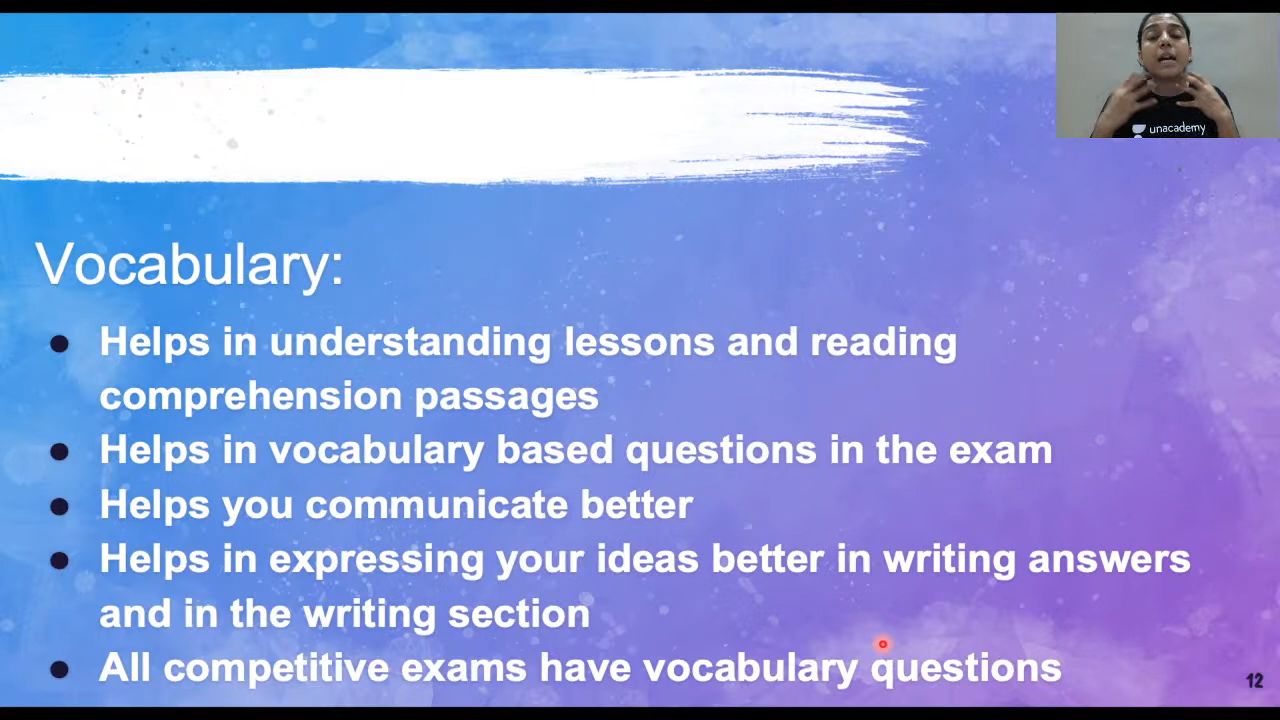 unacademy
Vocabulary:
● Helps in understanding lessons and reading
comprehension passages
● Helps in vocabulary based questions in the exam
● Helps you communicate better
● Helps in expressing your ideas better in writing answers
and in the writing section
● All competitive exams have vocabulary questions
12